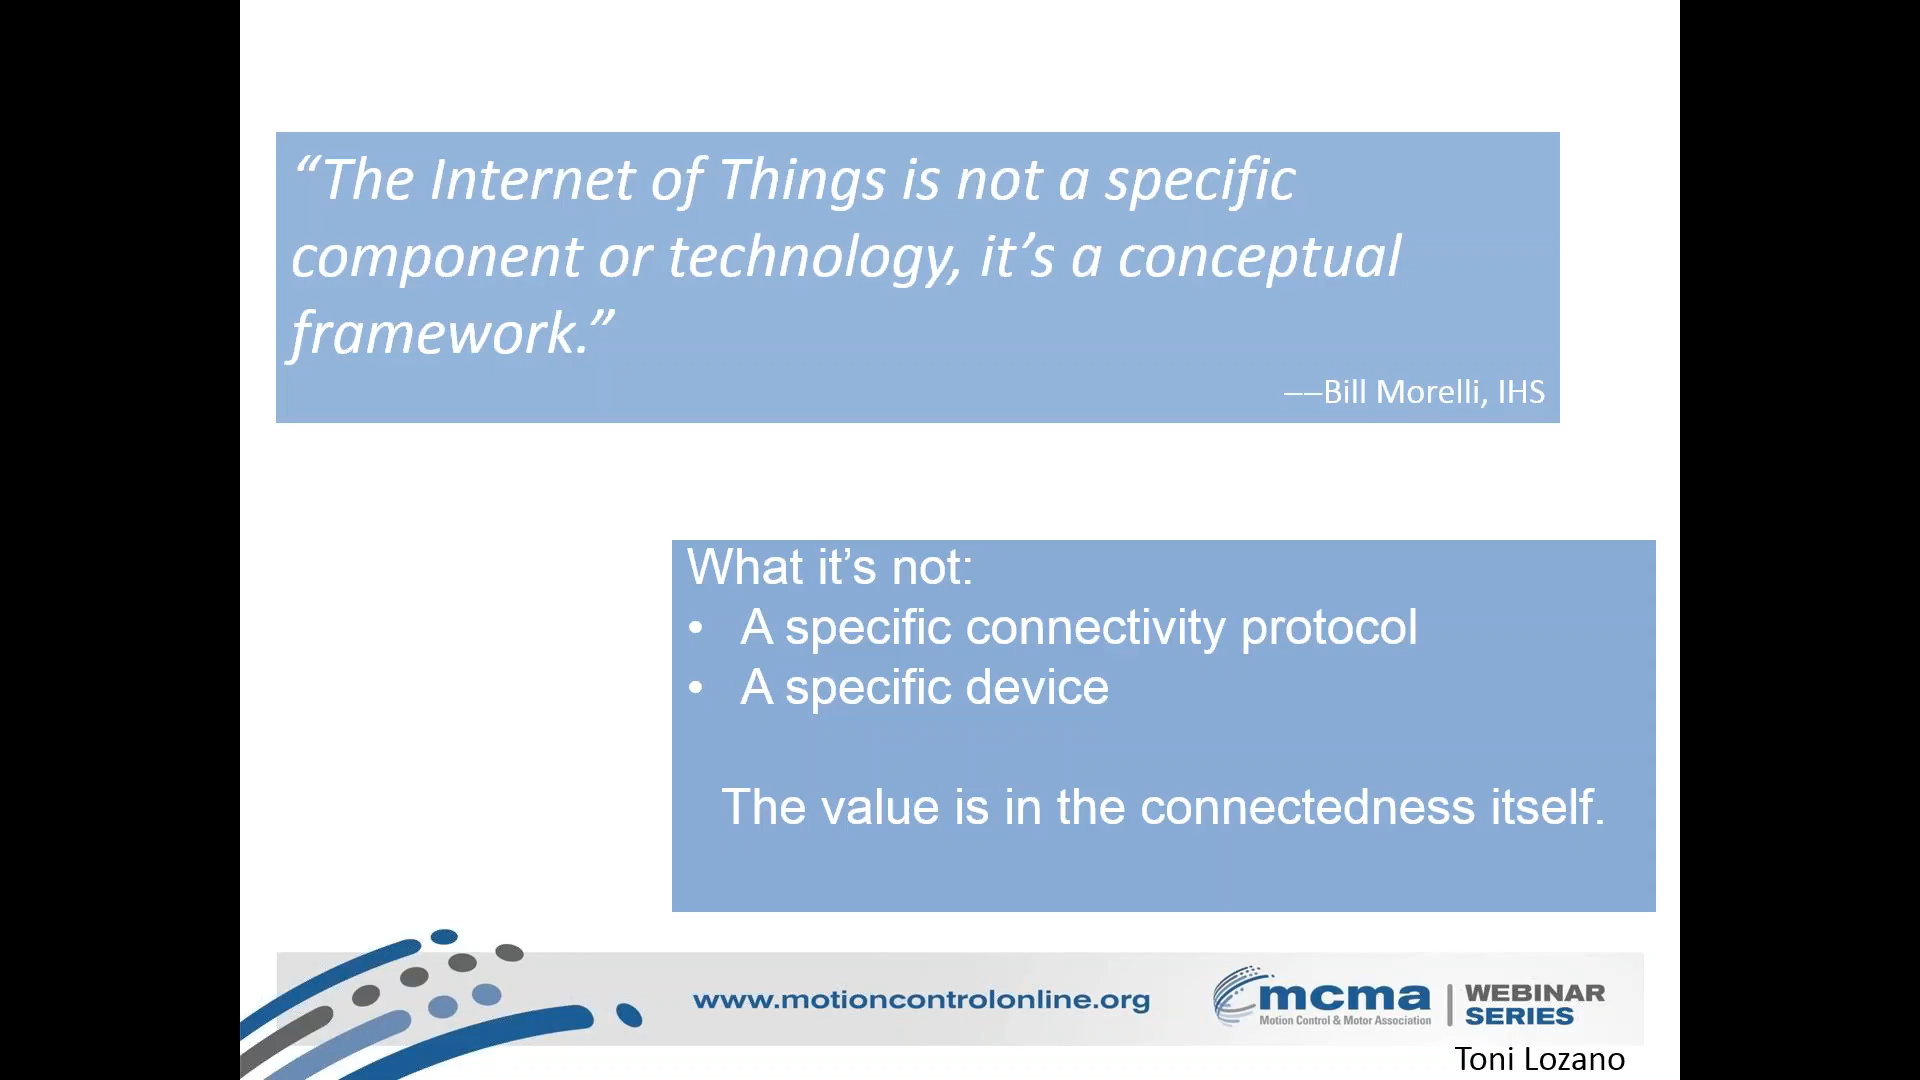 “The Internet of Things is not a specific
component or technology, it’s a conceptual
framework.”
––Bill Morelli, IHS
What it’s not:
• A specific connectivity protocol
• A specific device
The value is in the connectedness itself.
www.motioncontrolonline.org
mcma
Motion Control & Motor Association
WEBINAR
SERIES
Toni Lozano